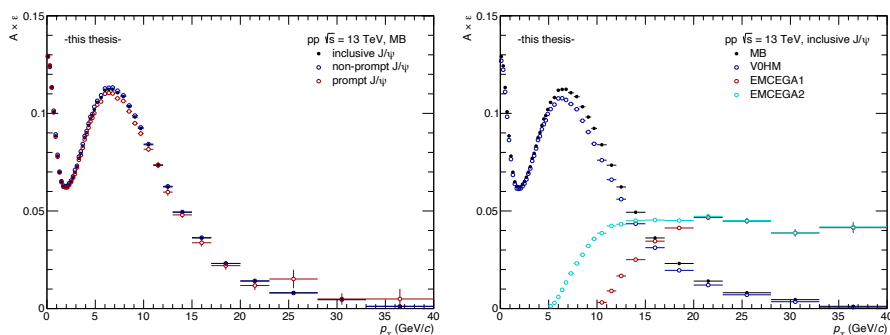 A × ε
0.15
0.1
0.05
0
-this thesis-
pp √s = 13 TeV, MB
inclusive J/ψ
non-prompt J/ψ
prompt J/ψ
0 5 10 15 20 25 30 35 40
p_T (GeV/c)
A × ε
0.15
0.1
0.05
0
-this thesis-
pp √s = 13 TeV, inclusive J/ψ
MB
V0HM
EMCEGA1
EMCEGA2
0 5 10 15 20 25 30 35 40
p_T (GeV/c)